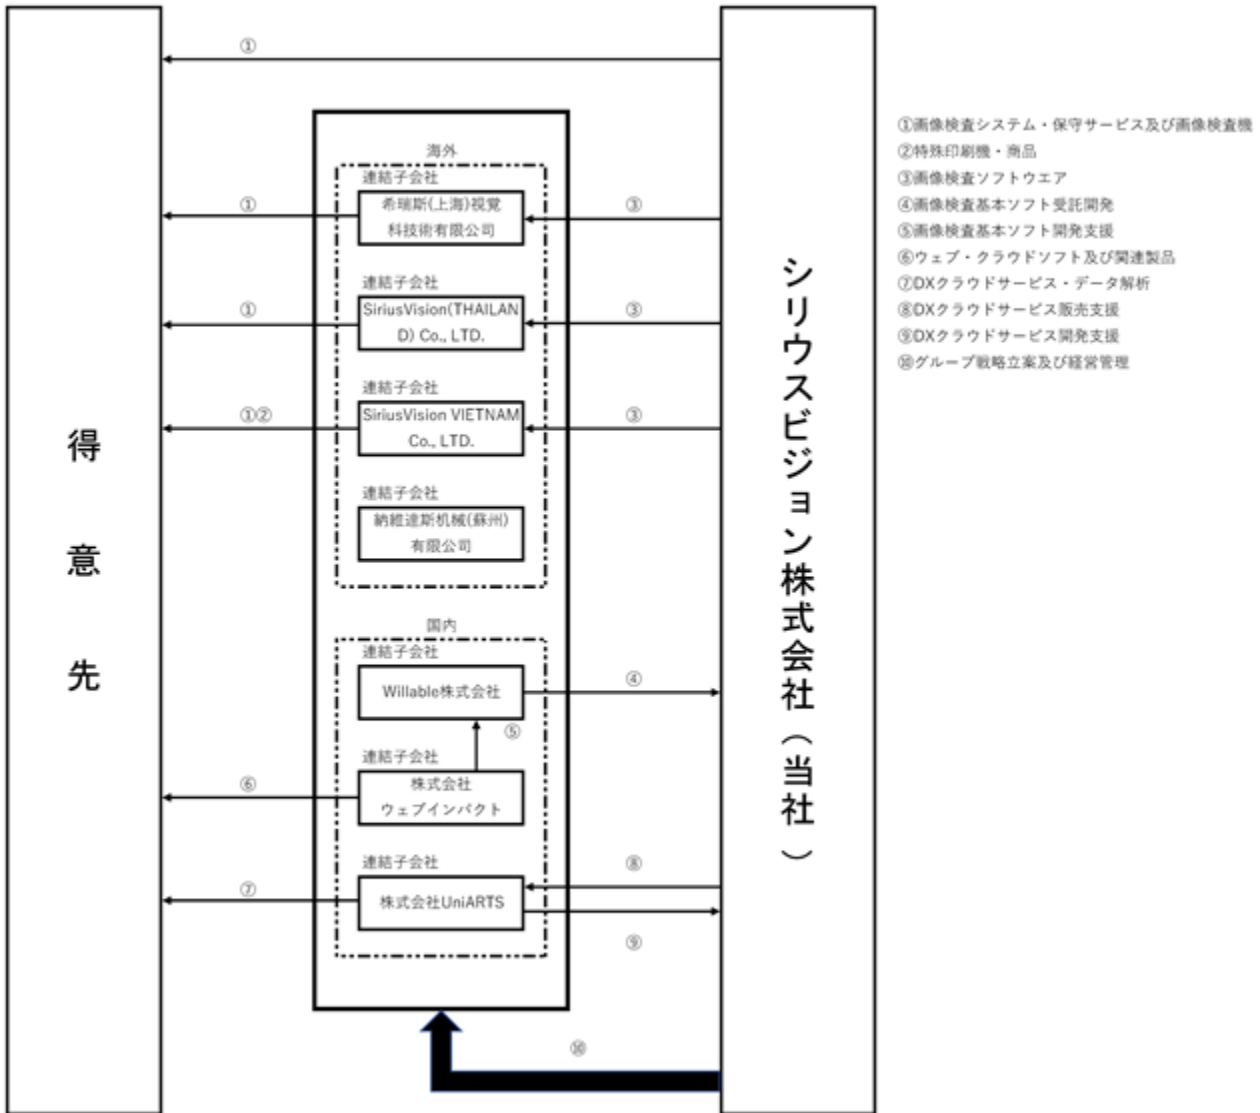 得意先
①
海外
連結子会社
希瑞斯(上海)視覚
科技術有限公司
①
③
連結子会社
SiriusVision(THAILAN
D) Co., LTD.
①
③
連結子会社
SiriusVision VIETNAM
Co., LTD.
①②
③
連結子会社
納維達斯机械(蘇州)
有限公司
国内
連結子会社
Willable株式会社
④
⑤
連結子会社
株式会社
ウェブインパクト
⑥
連結子会社
株式会社UniARTS
⑦
⑧
⑨
⑩
シリウスビジョン株式会社(当社)
①画像検査システム・保守サービス及び画像検査機
②特殊印刷機・商品
③画像検査ソフトウエア
④画像検査基本ソフト受託開発
⑤画像検査基本ソフト開発支援
⑥ウェブ・クラウドソフト及び関連製品
⑦DXクラウドサービス・データ解析
⑧DXクラウドサービス販売支援
⑨DXクラウドサービス開発支援
⑩グループ戦略立案及び経営管理